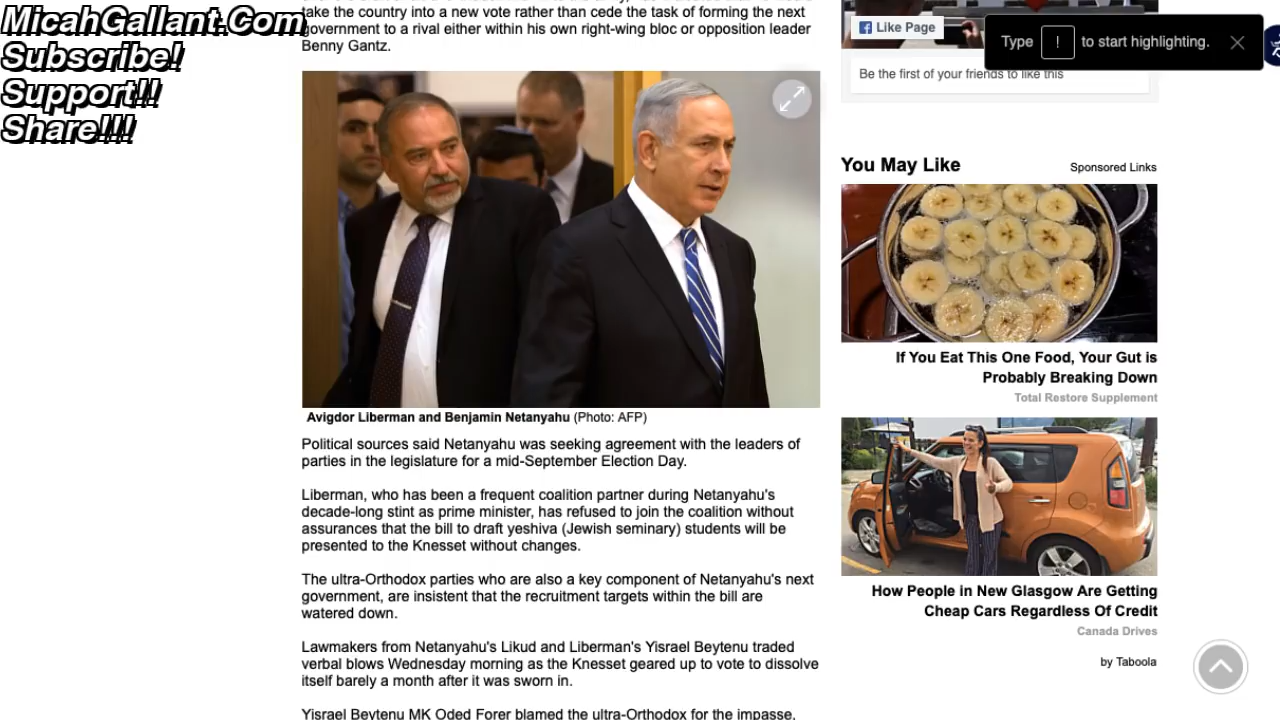 MicahGallant.Com
Subscribe!
Support!!
Share!!!
take the country into a new vote rather than cede the task of forming the next
government to a rival either within his own right-wing bloc or opposition leader
Benny Gantz.
Avigdor Liberman and Benjamin Netanyahu (Photo: AFP)
Political sources said Netanyahu was seeking agreement with the leaders of
parties in the legislature for a mid-September Election Day.
Liberman, who has been a frequent coalition partner during Netanyahu's
decade-long stint as prime minister, has refused to join the coalition without
assurances that the bill to draft yeshiva (Jewish seminary) students will be
presented to the Knesset without changes.
The ultra-Orthodox parties who are also a key component of Netanyahu's next
government, are insistent that the recruitment targets within the bill are
watered down.
Lawmakers from Netanyahu's Likud and Liberman's Yisrael Beytenu traded
verbal blows Wednesday morning as the Knesset geared up to vote to dissolve
itself barely a month after it was sworn in.
Yisrael Beytenu MK Oded Forer blamed the ultra-Orthodox for the impasse,
Like Page
Type ! to start highlighting.
Be the first of your friends to like this
You May Like
Sponsored Links
If You Eat This One Food, Your Gut is
Probably Breaking Down
Total Restore Supplement
How People in New Glasgow Are Getting
Cheap Cars Regardless Of Credit
Canada Drives
by Taboola